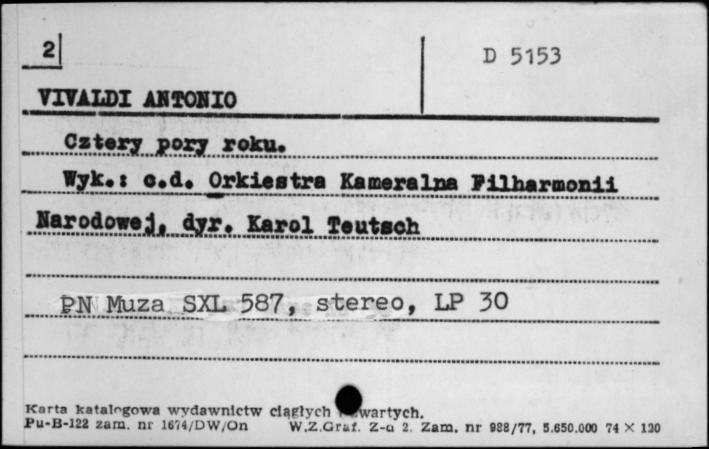 2
D 5153
VIVALDI ANTONIO
Cztery pory roku.
Wyk.: c.d. Orkiestra Kameralna Filharmonii
Narodowej, dyr. Karol Teutsch
PN Muza SXL 587, stereo, LP 30
Karta katalogowa wydawnictw ciągłych i zwartych.
Pu-B-122 zam. nr 1674/DW/On W.Z.Graf. Z-d 2. Zam. nr 988/77, 5.650.000 74 × 120